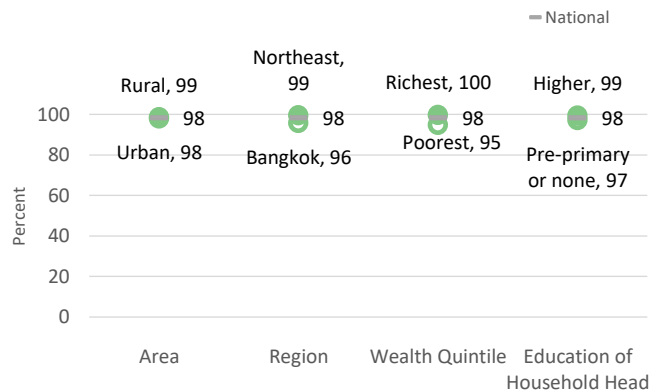 National
Rural, 99
Northeast,
99
Richest, 100
Higher, 99
98
98
98
98
Urban, 98
Bangkok, 96
Poorest, 95
Pre-primary
or none, 97
Percent
100
80
60
40
20
0
Area
Region
Wealth Quintile
Education of
Household Head